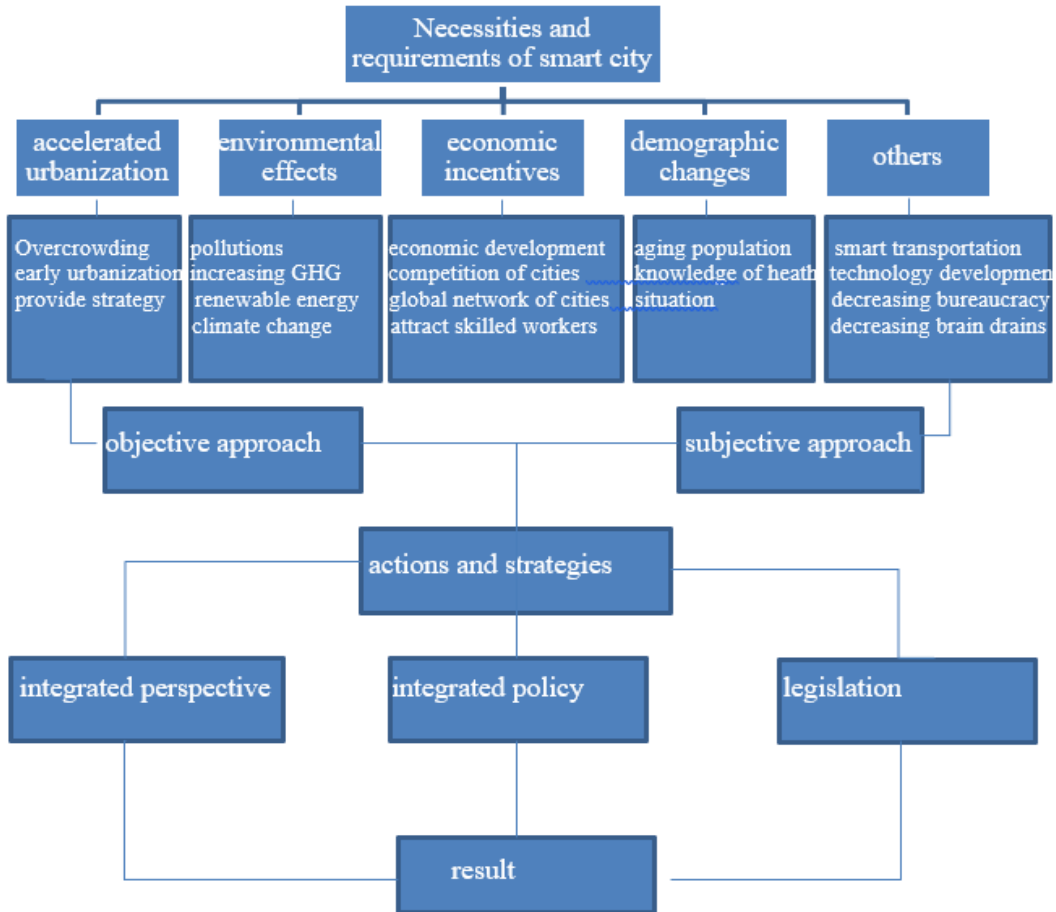 Necessities and
requirements of smart city
accelerated
urbanization
environmental
effects
economic
incentives
demographic
changes
others
Overcrowding
early urbanization
provide strategy
pollutions
increasing GHG
renewable energy
climate change
economic development
competition of cities
global network of cities
attract skilled workers
aging population
knowledge of heath
situation
smart transportation
technology developmen
decreasing bureaucracy
decreasing brain drains
objective approach
subjective approach
actions and strategies
integrated perspective
integrated policy
legislation
result